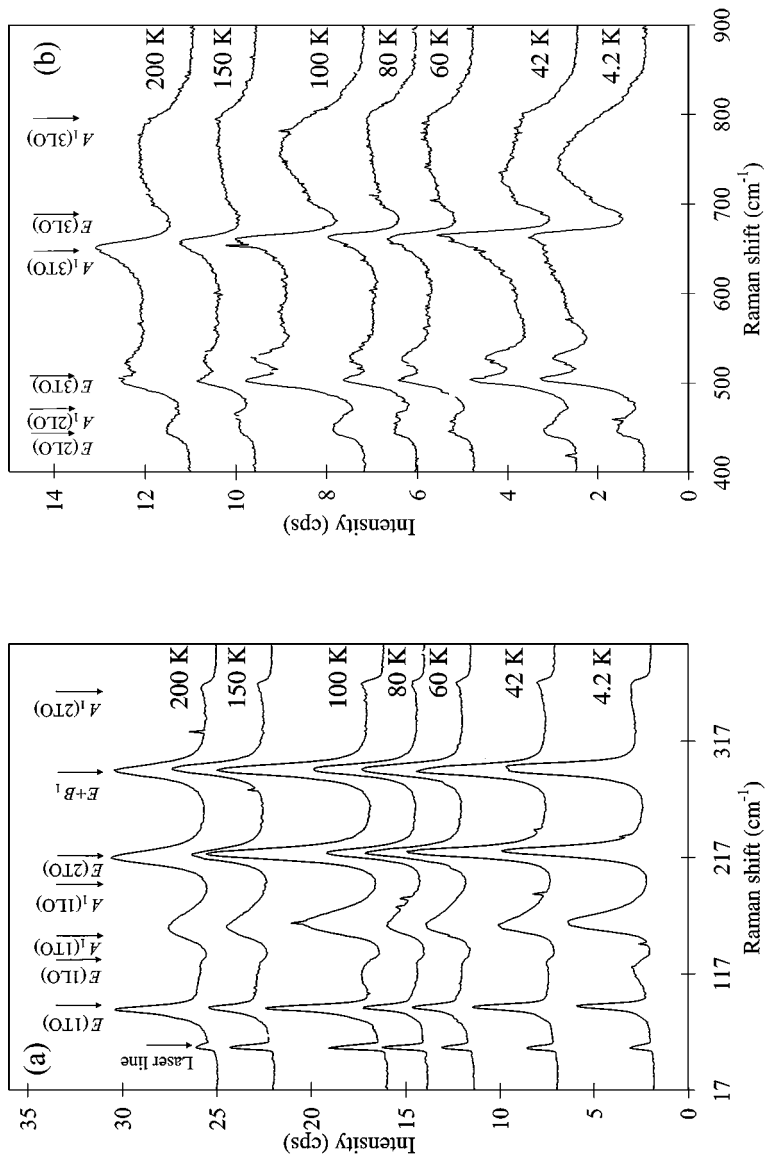 (a)
Laser line
E(1TO)
E(1LO)
A1(1TO)
A1(1LO)
E(2TO)
E+B1
A1(2TO)
200 K
150 K
100 K
80 K
60 K
42 K
4.2 K
35
30
25
20
15
10
5
0
Intensity (cps)
17
117
217
317
Raman shift (cm-1)
(b)
E(2LO)
A1(2LO)
E(3TO)
A1(3TO)
E(3LO)
A1(3LO)
200 K
150 K
100 K
80 K
60 K
42 K
4.2 K
14
12
10
8
6
4
2
0
Intensity (cps)
400
500
600
700
800
900
Raman shift (cm-1)